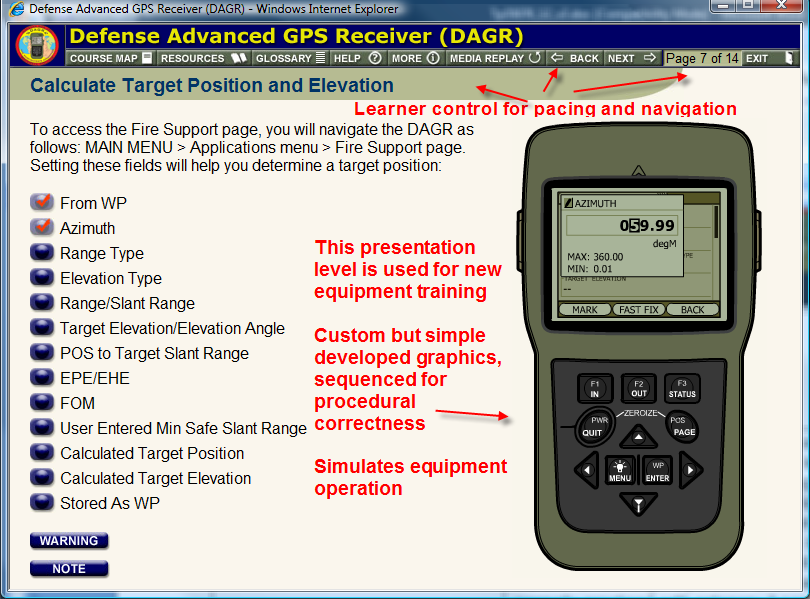 Defense Advanced GPS Receiver (DAGR) - Windows Internet Explorer
Defense Advanced GPS Receiver (DAGR)
COURSE MAP RESOURCES GLOSSARY HELP MORE MEDIA REPLAY BACK NEXT Page 7 of 14 EXIT
Calculate Target Position and Elevation
Learner control for pacing and navigation
To access the Fire Support page, you will navigate the DAGR as
follows: MAIN MENU > Applications menu > Fire Support page.
Setting these fields will help you determine a target position:
From WP
Azimuth
Range Type
Elevation Type
Range/Slant Range
Target Elevation/Elevation Angle
POS to Target Slant Range
EPE/EHE
FOM
User Entered Min Safe Slant Range
Calculated Target Position
Calculated Target Elevation
Stored As WP
WARNING
NOTE
This presentation
level is used for new
equipment training
Custom but simple
developed graphics,
sequenced for
procedural
correctness
Simulates equipment
operation
AZIMUTH
059.99
degM
MAX: 360.00
MIN: 0.01
TARGET ELEVATION
--
MARK FAST FIX BACK
F1 IN
F2 OUT
F3 STATUS
PWR QUIT
ZEROIZE
POS PAGE
MENU
WP ENTER